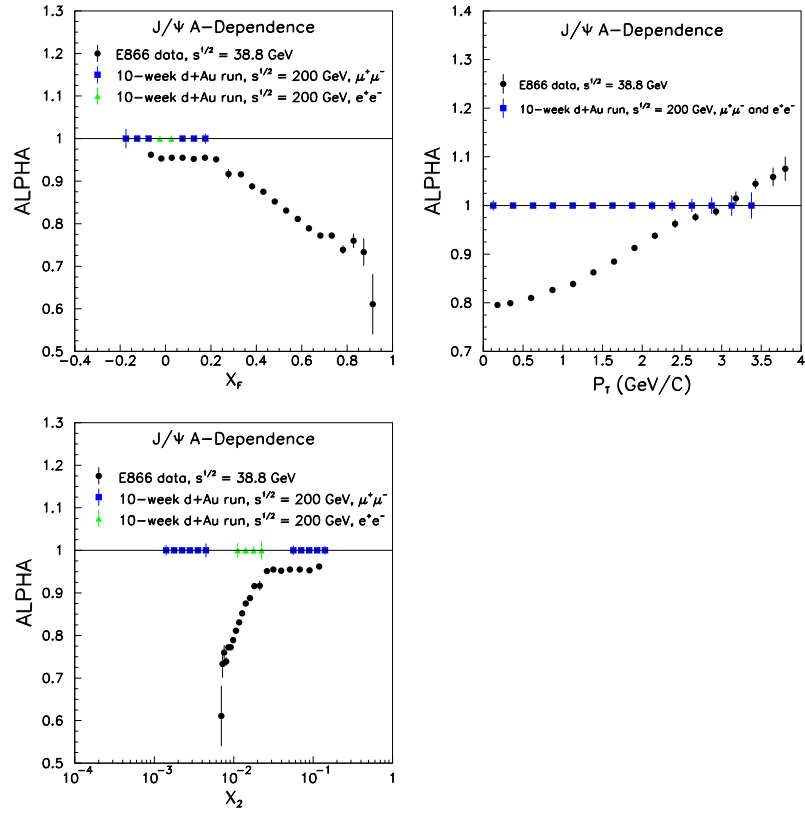 J/Ψ A−Dependence
E866 data, s^1/2 = 38.8 GeV
10−week d+Au run, s^1/2 = 200 GeV, μ⁺μ⁻
10−week d+Au run, s^1/2 = 200 GeV, e⁺e⁻
ALPHA
1.3
1.2
1.1
1
0.9
0.8
0.7
0.6
0.5
−0.4
−0.2
0
0.2
0.4
0.6
0.8
1
X_F
J/Ψ A−Dependence
E866 data, s^1/2 = 38.8 GeV
10−week d+Au run, s^1/2 = 200 GeV, μ⁺μ⁻ and e⁺e⁻
ALPHA
1.4
1.3
1.2
1.1
1
0.9
0.8
0.7
0
0.5
1
1.5
2
2.5
3
3.5
4
P_T (GeV/C)
J/Ψ A−Dependence
E866 data, s^1/2 = 38.8 GeV
10−week d+Au run, s^1/2 = 200 GeV, μ⁺μ⁻
10−week d+Au run, s^1/2 = 200 GeV, e⁺e⁻
ALPHA
1.3
1.2
1.1
1
0.9
0.8
0.7
0.6
0.5
10⁻⁴
10⁻³
10⁻²
10⁻¹
1
X_2